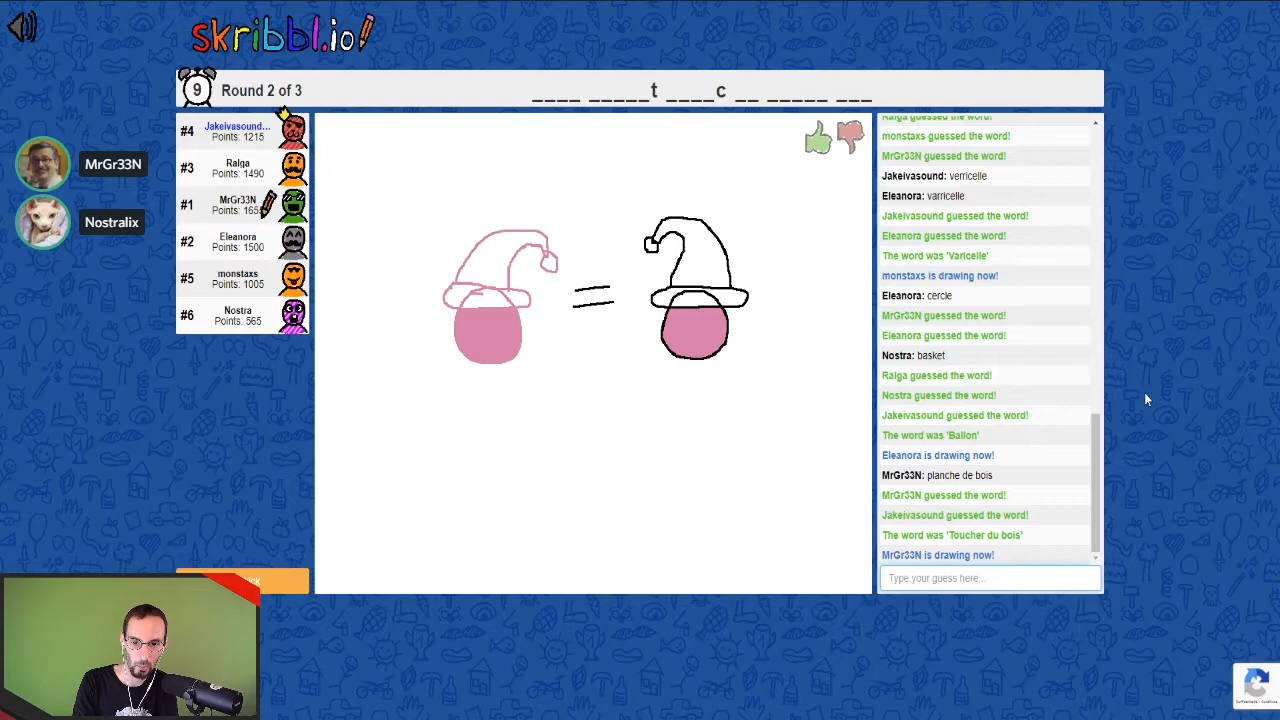 skribbl.io
9 Round 2 of 3
____ _____t ____c __ _____ ___
#4 Jakeivasound...
Points: 1215
#3 Ralga
Points: 1490
#1 MrGr33N
Points: 165
#2 Eleanora
Points: 1500
#5 monstaxs
Points: 1005
#6 Nostra
Points: 565
MrGr33N
Nostralix
Ralga guessed the word!
monstaxs guessed the word!
MrGr33N guessed the word!
Jakeivasound: verricelle
Eleanora: varricelle
Jakeivasound guessed the word!
Eleanora guessed the word!
The word was 'Varicelle'
monstaxs is drawing now!
Eleanora: cercle
MrGr33N guessed the word!
Eleanora guessed the word!
Nostra: basket
Ralga guessed the word!
Nostra guessed the word!
Jakeivasound guessed the word!
The word was 'Ballon'
Eleanora is drawing now!
MrGr33N: planche de bois
MrGr33N guessed the word!
Jakeivasound guessed the word!
The word was 'Toucher du bois'
MrGr33N is drawing now!
Type your guess here...